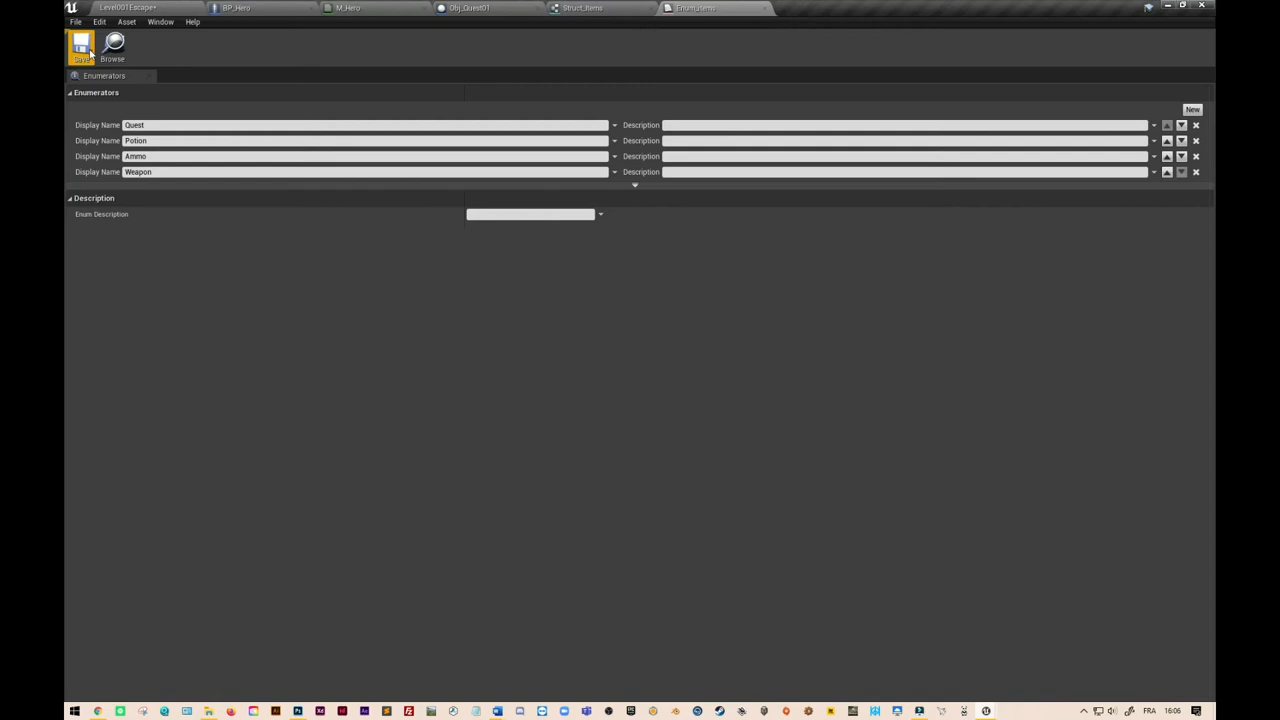 Level001Escape* BP_Hero M_Hero Obj_Quest01 Struct_Items Enum_items
File Edit Asset Window Help
Save Browse
Enumerators
Enumerators
New
Display Name Quest Description
Display Name Potion Description
Display Name Ammo Description
Display Name Weapon Description
Description
Enum Description
FRA 16:06